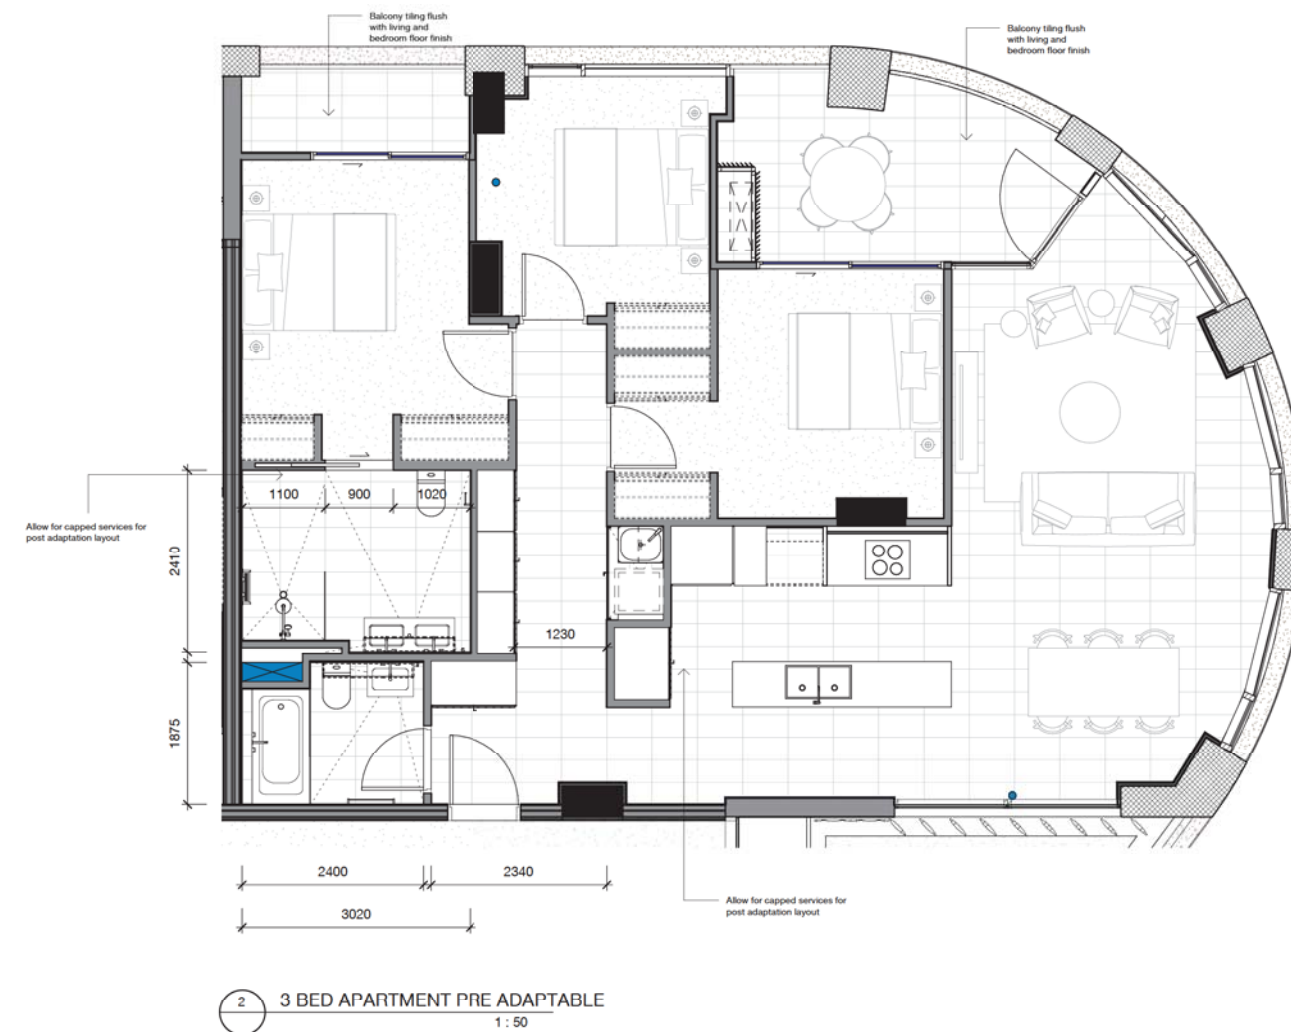 Balcony tiling flush
with living and
bedroom floor finish
Balcony tiling flush
with living and
bedroom floor finish
1100
900
1020
Allow for capped services for
post adaptation layout
2410
1230
1875
2400
2340
3020
Allow for capped services for
post adaptation layout
2
3 BED APARTMENT PRE ADAPTABLE
1 : 50